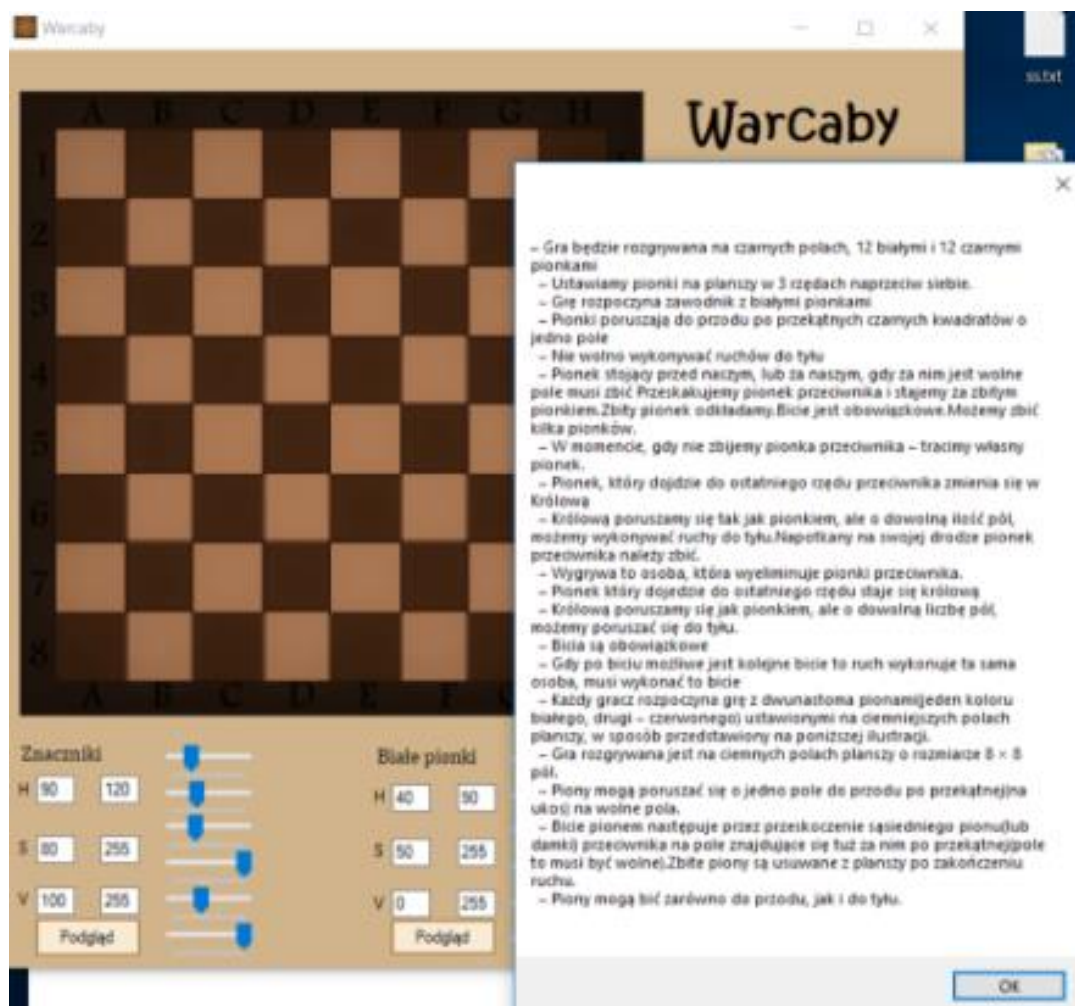 Warcaby
ss.txt
A B C D E F G H
Warcaby
1
2
3
4
5
6
7
8
A B C D E F G
– Gra będzie rozgrywana na czarnych polach, 12 białymi i 12 czarnymi
pionkami
– Ustawiamy pionki na planszy w 3 rzędach naprzeciw siebie.
– Grę rozpoczyna zawodnik z białymi pionkami
– Pionki poruszają do przodu po przekątnych czarnych kwadratów o
jedno pole
– Nie wolno wykonywać ruchów do tyłu
– Pionek stojący przed naszym, lub za naszym, gdy za nim jest wolne
pole musi zbić Przeskakujemy pionek przeciwnika i stajemy za zbitym
pionkiem.Zbity pionek odkładamy.Bicie jest obowiązkowe.Możemy zbić
kilka pionków.
– W momencie, gdy nie zbijemy pionka przeciwnika – tracimy własny
pionek.
– Pionek, który dojdzie do ostatniego rzędu przeciwnika zmienia się w
Królową
– Królową poruszamy się tak jak pionkiem, ale o dowolną ilość pól,
możemy wykonywać ruchy do tyłu.Napotkany na swojej drodze pionek
przeciwnika należy zbić.
– Wygrywa to osoba, która wyeliminuje pionki przeciwnika.
– Pionek który dojedzie do ostatniego rzędu staje się królową
– Królową poruszamy się jak pionkiem, ale o dowolną liczbę pól,
możemy poruszać się do tyłu.
– Bicia są obowiązkowe
– Gdy po biciu możliwe jest kolejne bicie to ruch wykonuje ta sama
osoba, musi wykonać to bicie
– Każdy gracz rozpoczyna grę z dwunastoma pionami(jeden koloru
białego, drugi – czerwonego) ustawionymi na ciemniejszych polach
planszy, w sposób przedstawiony na poniższej ilustracji.
– Gra rozgrywana jest na ciemnych polach planszy o rozmiarze 8 × 8
pól.
– Piony mogą poruszać się o jedno pole do przodu po przekątnej(na
ukos) na wolne pola.
– Bicie pionem następuje przez przeskoczenie sąsiedniego pionu(lub
damki) przeciwnika na pole znajdujące się tuż za nim po przekątnej(pole
to musi być wolne).Zbite piony są usuwane z planszy po zakończeniu
ruchu.
– Piony mogą bić zarówno do przodu, jak i do tyłu.
OK
Znaczniki
H 90 120
S 80 255
V 100 255
Podgląd
Białe pionki
H 40 90
S 50 255
V 0 255
Podgląd